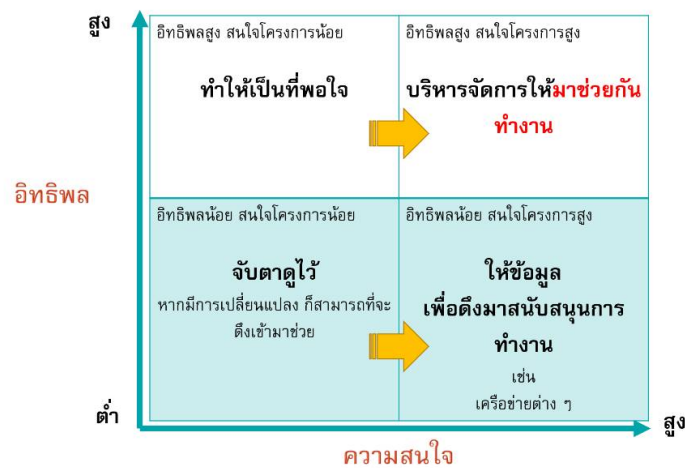 สูง
อิทธิพลสูง สนใจโครงการน้อย
ทำให้เป็นที่พอใจ
อิทธิพลสูง สนใจโครงการสูง
บริหารจัดการให้มาช่วยกัน
ทำงาน
อิทธิพล
อิทธิพลน้อย สนใจโครงการน้อย
จับตาดูไว้
หากมีการเปลี่ยนแปลง ก็สามารถที่จะ
ดึงเข้ามาช่วย
อิทธิพลน้อย สนใจโครงการสูง
ให้ข้อมูล
เพื่อดึงมาสนับสนุนการ
ทำงาน
เช่น
เครือข่ายต่าง ๆ
ต่ำ
สูง
ความสนใจ